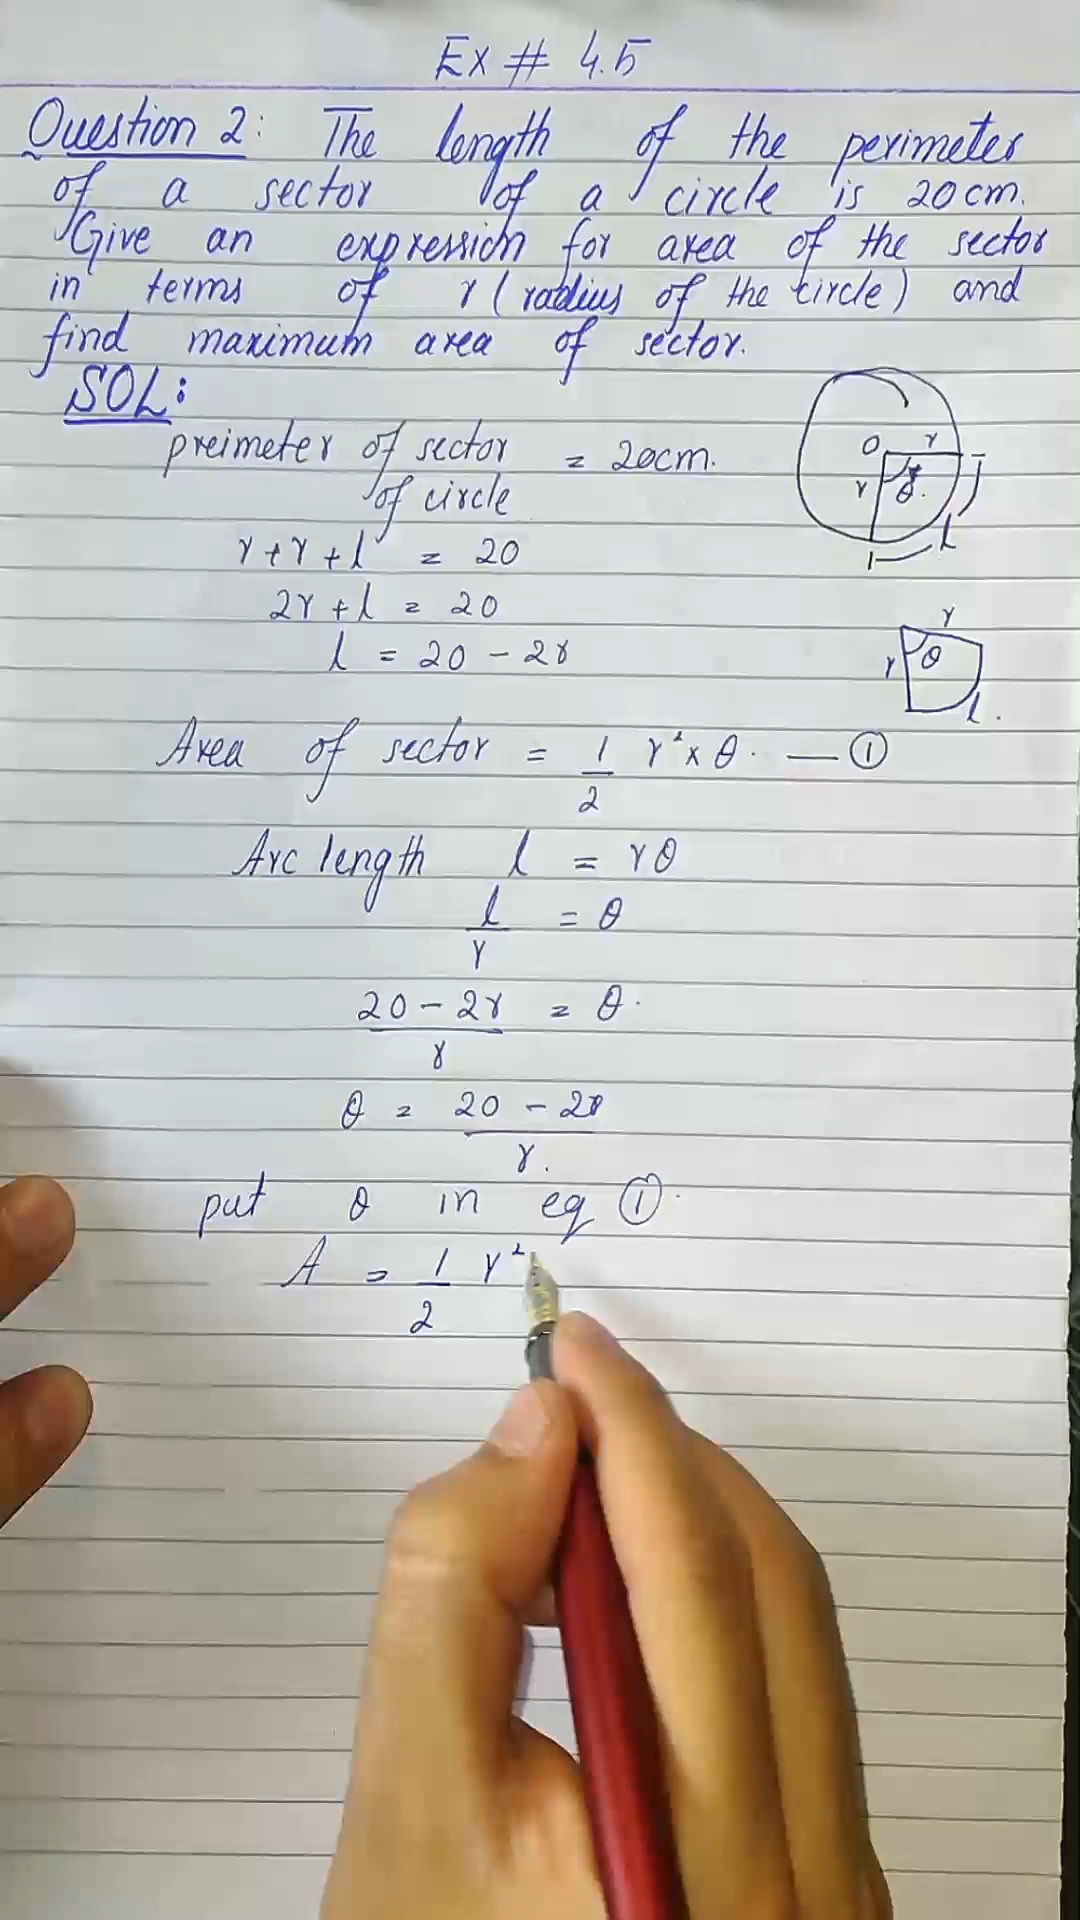 Ex # 4.5
Question 2: The length of the perimeter
of a sector of a circle is 20cm.
Give an expression for area of the sector
in terms of r (radius of the circle) and
find maximum area of sector.
SOL:
preimeter of sector = 20cm.
of circle
r + r + l = 20
2r + l = 20
l = 20 - 2r
O r
r θ
l
r
r θ
l.
Area of sector = 1/2 r² × θ. — ①
Arc length l = rθ
l/r = θ
20 - 2r / r = θ.
θ = 20 - 2r / r.
put θ in eq ①.
A = 1/2 r²